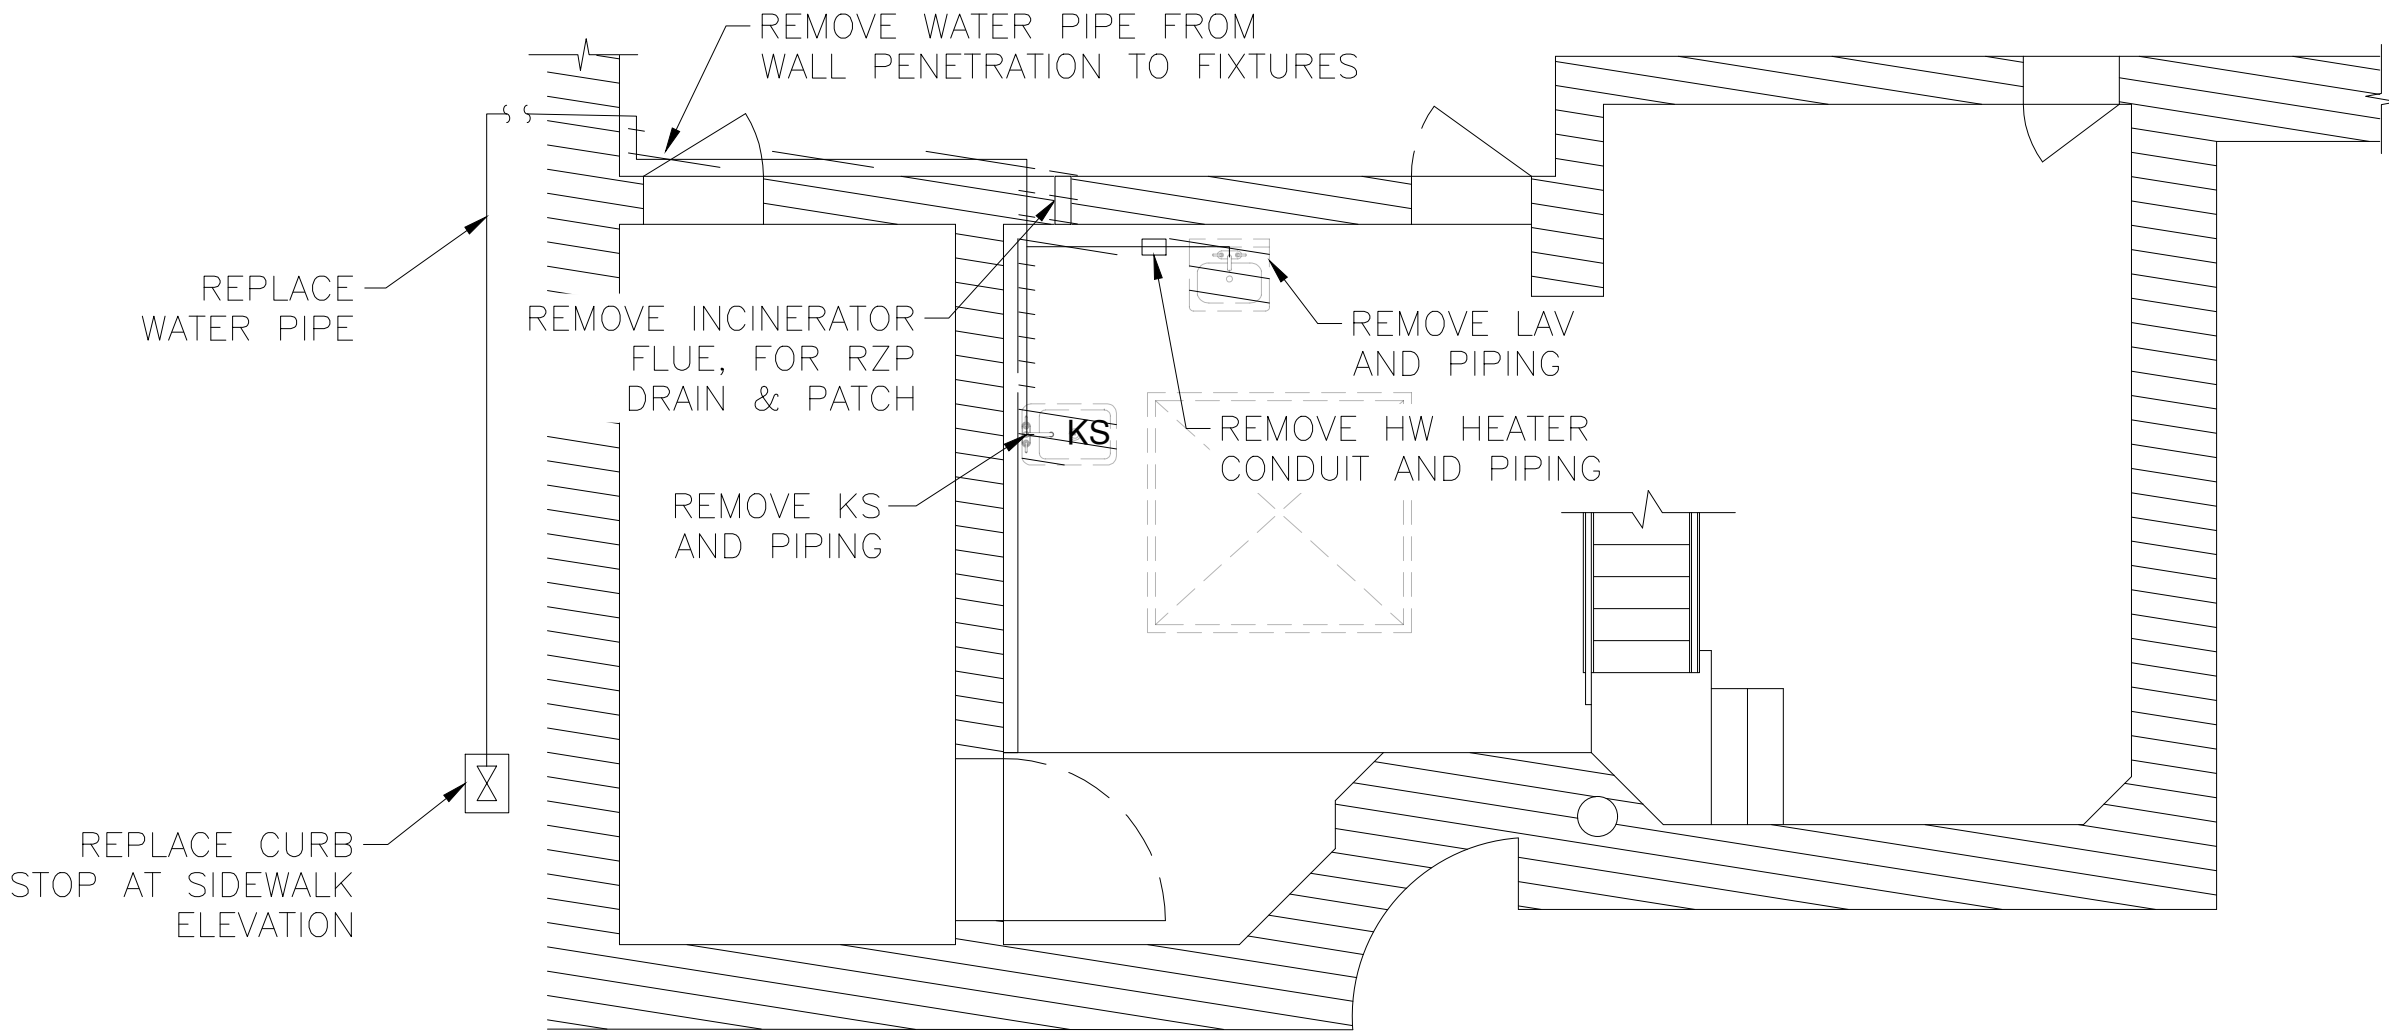 REMOVE WATER PIPE FROM
WALL PENETRATION TO FIXTURES
REPLACE
WATER PIPE
REMOVE INCINERATOR
FLUE, FOR RZP
DRAIN & PATCH
REMOVE LAV
AND PIPING
KS
REMOVE HW HEATER
CONDUIT AND PIPING
REMOVE KS
AND PIPING
REPLACE CURB
STOP AT SIDEWALK
ELEVATION